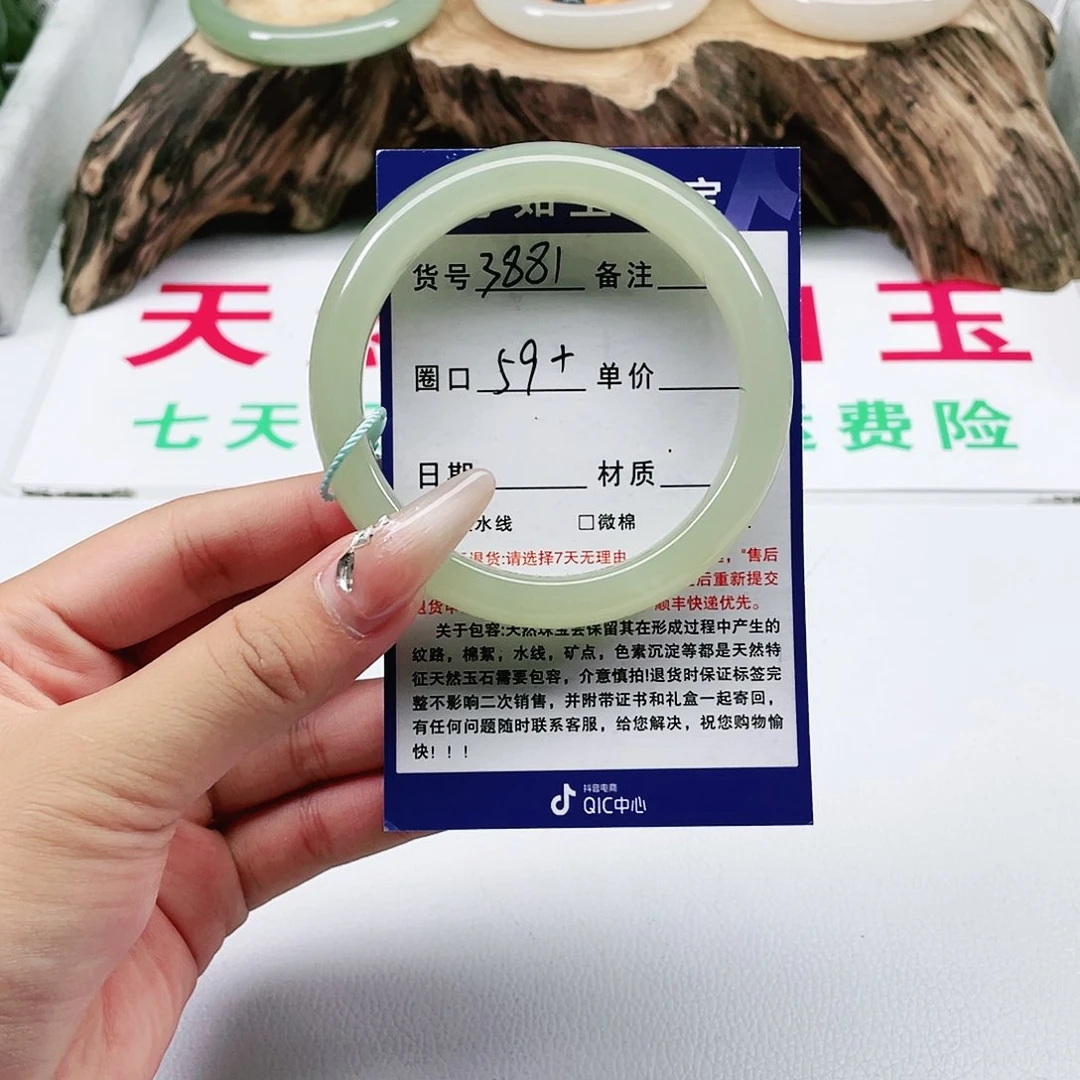 如
货号 3881 备注
天 玉
圈口 59+ 单价
七天 费险
日期 材质
水线 □微棉
退货:请选择7天无理由 "售后
后重新提交
顺丰快递优先。
关于包容:天然珠宝会保留其在形成过程中产生的
纹路，棉絮，水线，矿点，色素沉淀等都是天然特
征天然玉石需要包容，介意慎拍!退货时保证标签完
整不影响二次销售，并附带证书和礼盒一起寄回，
有任何问题随时联系客服，给您解决，祝您购物愉
快！！！
抖音电商
QIC中心